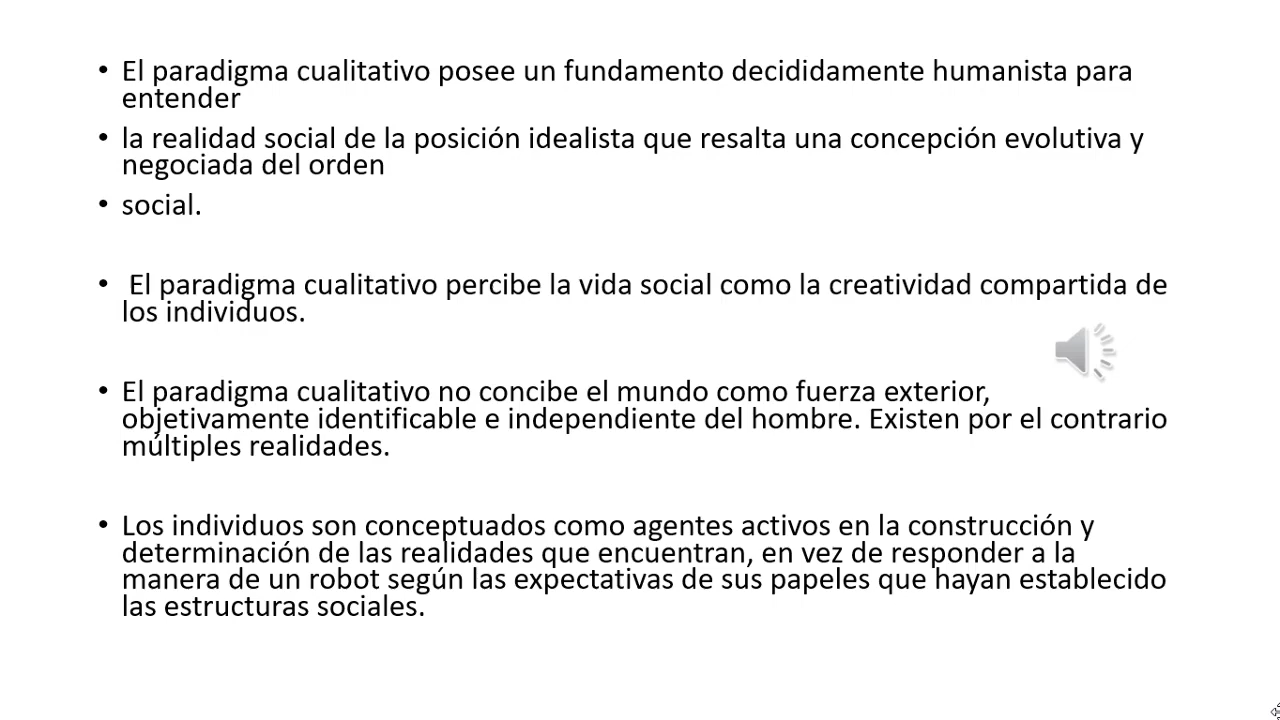 • El paradigma cualitativo posee un fundamento decididamente humanista para
entender
• la realidad social de la posición idealista que resalta una concepción evolutiva y
negociada del orden
• social.
• El paradigma cualitativo percibe la vida social como la creatividad compartida de
los individuos.
• El paradigma cualitativo no concibe el mundo como fuerza exterior,
objetivamente identificable e independiente del hombre. Existen por el contrario
múltiples realidades.
• Los individuos son conceptuados como agentes activos en la construcción y
determinación de las realidades que encuentran, en vez de responder a la
manera de un robot según las expectativas de sus papeles que hayan establecido
las estructuras sociales.